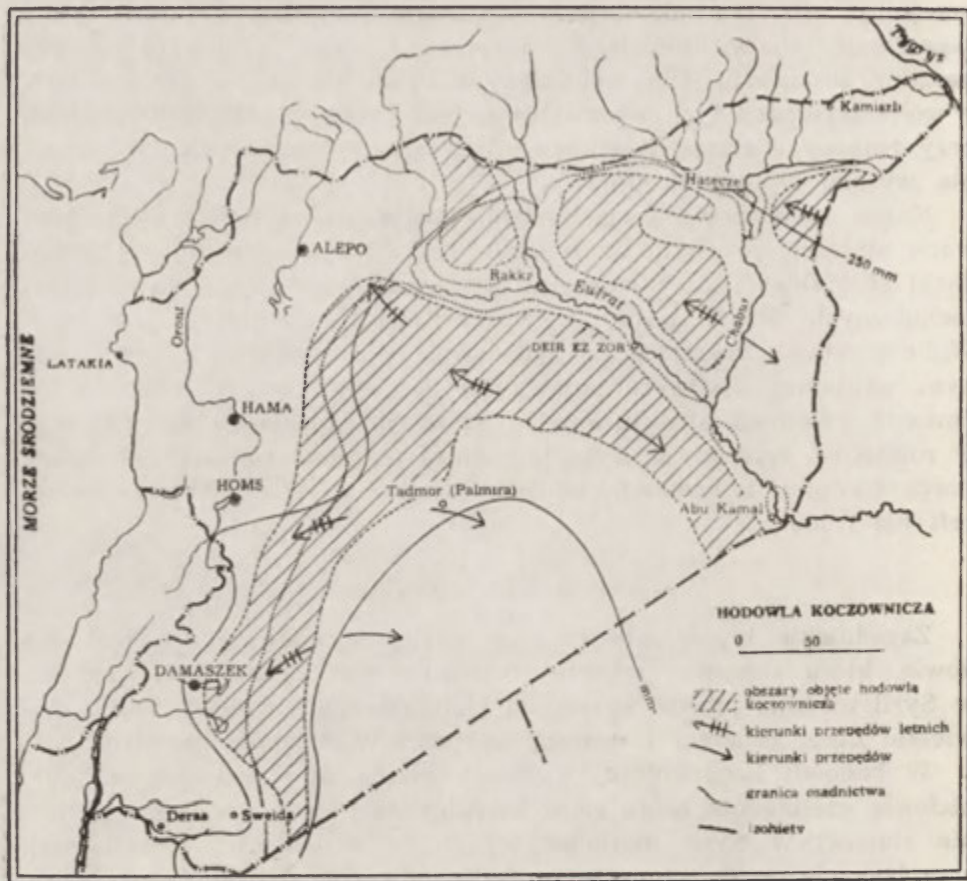 Tygrys
Kamiszli
Hasecze
250 mm
ALEPO
Rakka
Eufrat
Chabur
Oront
LATAKIA
DEIR EZ ZOR
MORZE SRODZIEMNE
HAMA
HOMS
Tadmor (Palmira)
Abu Kamal
HODOWLA KOCZOWNICZA
0 50
DAMASZEK
obszary objęte hodowlą
koczowniczą
kierunki przepędów letnich
kierunki przepędów
granica osadnictwa
izohiety
Deraa
Sweida